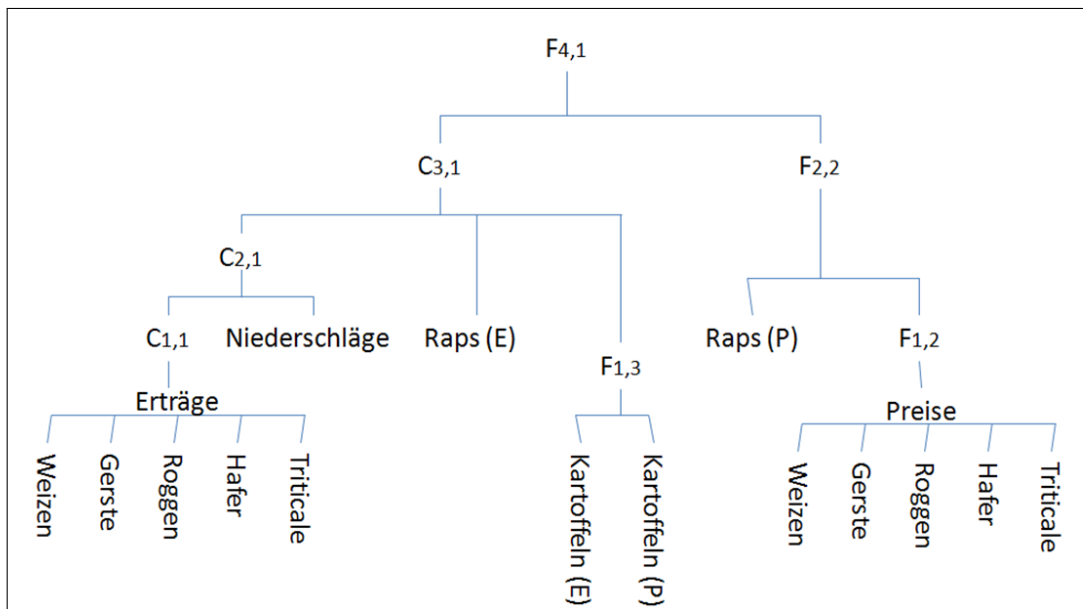 F4,1
C3,1
F2,2
C2,1
C1,1
Niederschläge
Raps (E)
Raps (P)
F1,2
F1,3
Erträge
Preise
Weizen
Gerste
Roggen
Hafer
Triticale
Kartoffeln (E)
Kartoffeln (P)
Weizen
Gerste
Roggen
Hafer
Triticale